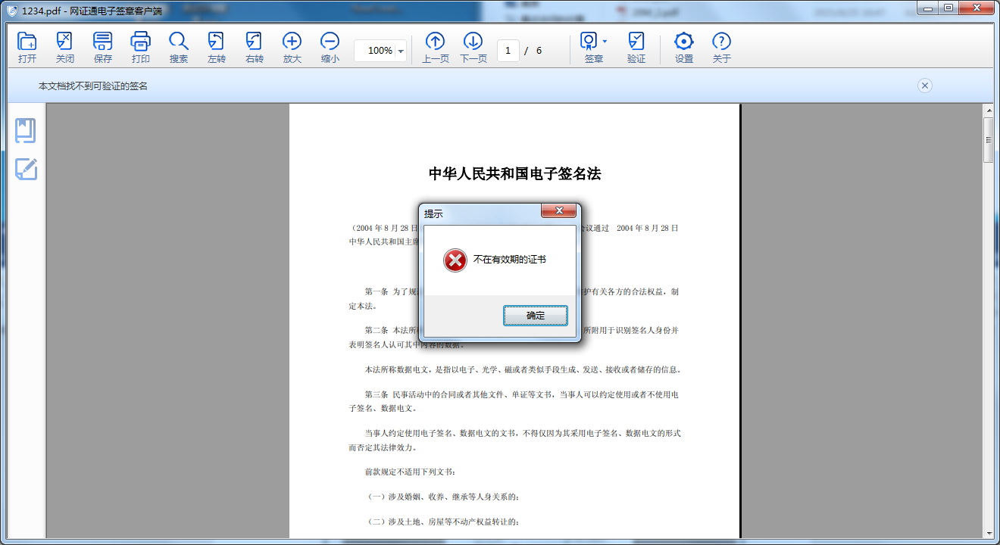 1234.pdf - 网证通电子签章客户端
打开 关闭 保存 打印 搜索 左转 右转 放大 缩小 100% 上一页 下一页 1 / 6 签章 验证 设置 关于
本文档找不到可验证的签名
中华人民共和国电子签名法
提示
（2004 年 8 月 28 日 议通过 2004 年 8 月 28 日
中华人民共和国主席
不在有效期的证书
第一条 为了规 护有关各方的合法权益，制
定本法。
确定
第二条 本法所 所附用于识别签名人身份并
表明签名人认可其中内容的数据。
本法所称数据电文，是指以电子、光学、磁或者类似手段生成、发送、接收或者储存的信息。
第三条 民事活动中的合同或者其他文件、单证等文书，当事人可以约定使用或者不使用电
子签名、数据电文。
当事人约定使用电子签名、数据电文的文书，不得仅因为其采用电子签名、数据电文的形式
而否定其法律效力。
前款规定不适用下列文书：
（一）涉及婚姻、收养、继承等人身关系的；
（二）涉及土地、房屋等不动产权益转让的；